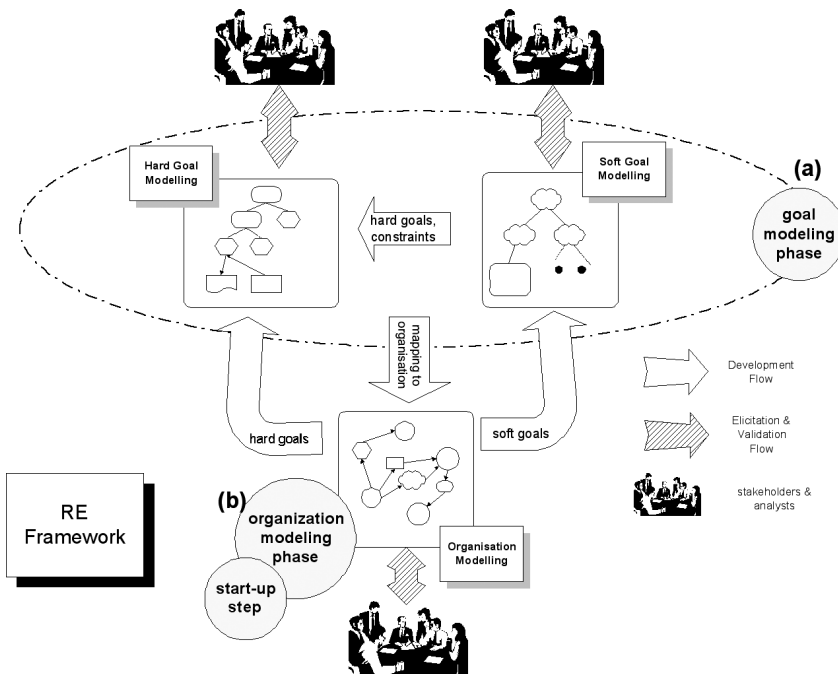 Hard Goal
Modelling
Soft Goal
Modelling
(a)
goal
modeling
phase
hard goals,
constraints
mapping to
organisation
Development
Flow
hard goals
soft goals
Elicitation &
Validation
Flow
(b)
organization
modeling
phase
stakeholders &
analysts
RE
Framework
Organisation
Modelling
start-up
step